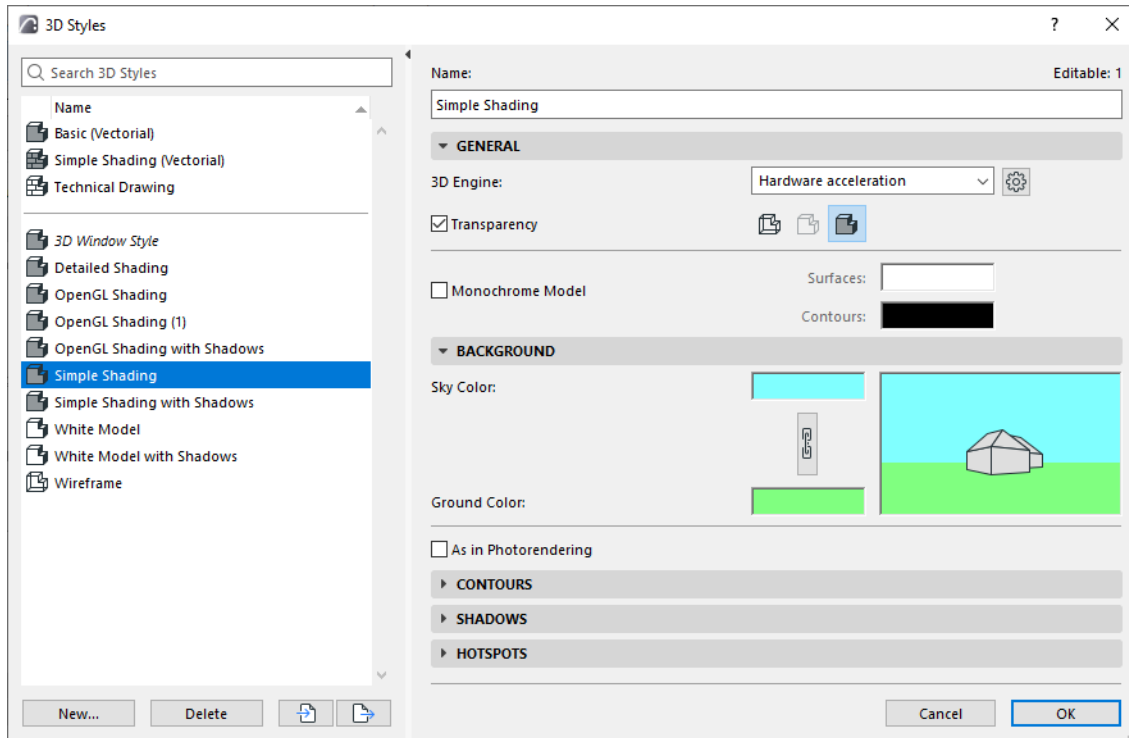 3D Styles
?
Search 3D Styles
Name
Basic (Vectorial)
Simple Shading (Vectorial)
Technical Drawing
3D Window Style
Detailed Shading
OpenGL Shading
OpenGL Shading (1)
OpenGL Shading with Shadows
Simple Shading
Simple Shading with Shadows
White Model
White Model with Shadows
Wireframe
New...
Delete
Name:
Editable: 1
Simple Shading
GENERAL
3D Engine:
Hardware acceleration
Transparency
Monochrome Model
Surfaces:
Contours:
BACKGROUND
Sky Color:
Ground Color:
As in Photorendering
CONTOURS
SHADOWS
HOTSPOTS
Cancel
OK